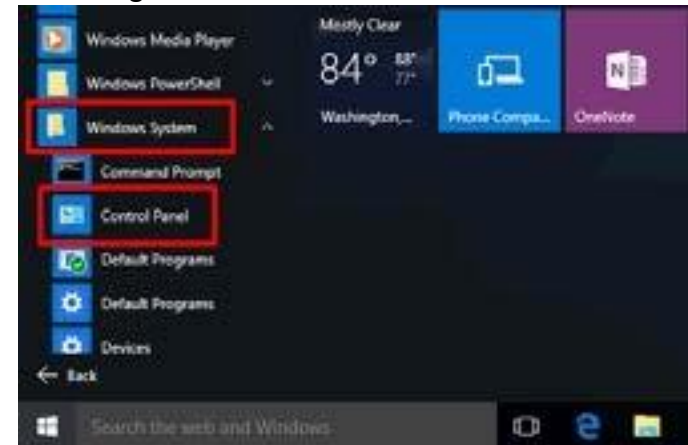 Windows Media Player
Windows PowerShell
Windows System
Command Prompt
Control Panel
Default Programs
Default Programs
Devices
Back
Mostly Clear
84° 88°
77°
Washington,...
Phone Compa...
OneNote
N
Search the web and Windows